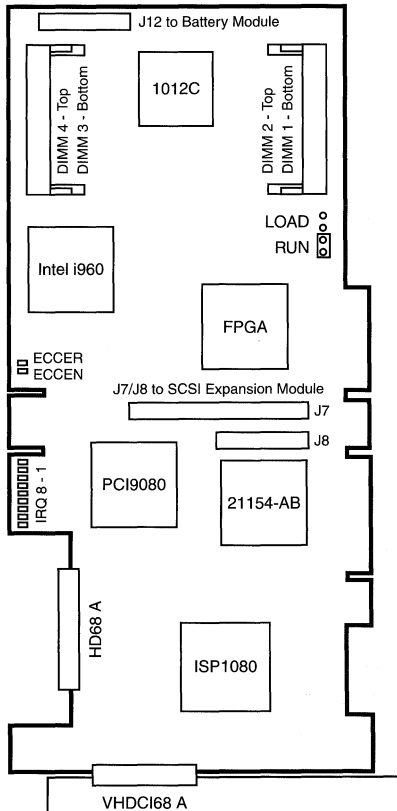 J12 to Battery Module
1012C
DIMM 4 - Top
DIMM 3 - Bottom
DIMM 2 - Top
DIMM 1 - Bottom
LOAD
RUN
Intel i960
FPGA
ECCER
ECCEN
J7/J8 to SCSI Expansion Module
J7
J8
IRQ 8 - 1
PCI9080
21154-AB
HD68 A
ISP1080
VHDCI68 A